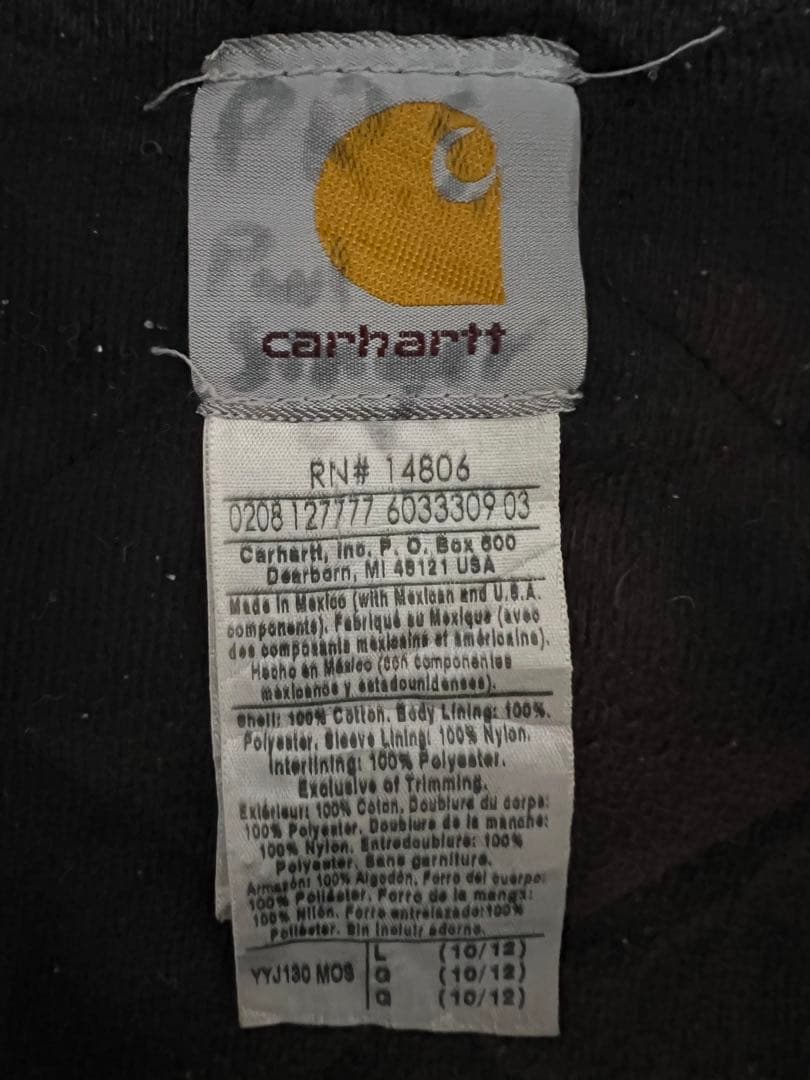 Paul
carhartt
RN# 14806
0208 127777 6033309 03
Carhartt, Inc. P. O. Box 600
Dearborn, MI 48121 USA
Made in Mexico (with Mexican and U.S.A.
components). Fabriqué au Mexique (avec
des composants mexicains et américains).
Hecho en México (con componentes
mexicanos y estadounidenses).
Shell: 100% Cotton. Body Lining: 100%.
Polyester. Sleeve Lining: 100% Nylon.
Interlining: 100% Polyester.
Exclusive of Trimming.
Extérieur: 100% Coton. Doublure du corps:
100% Polyester. Doublure de la manche:
100% Nylon. Entredoublure: 100%
Polyester. Sans garniture.
Armazón: 100% Algodón. Forro del cuerpo:
100% Poliéster. Forro de la manga:
100% Nilón. Forro entrelazado: 100%
Poliéster. Sin incluir adorno.
YYJ130 MOS
L (10/12)
G (10/12)
G (10/12)